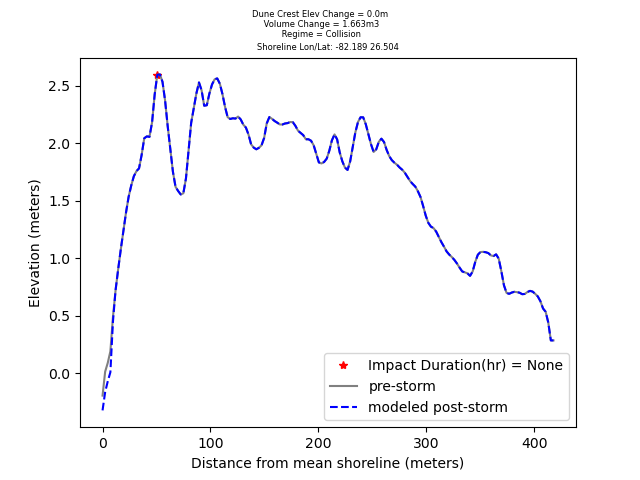 Dune Crest Elev Change = 0.0m
Volume Change = 1.663m3
Regime = Collision
Shoreline Lon/Lat: -82.189 26.504
2.5
2.0
1.5
1.0
0.5
0.0
Elevation (meters)
Impact Duration(hr) = None
pre-storm
modeled post-storm
0 100 200 300 400
Distance from mean shoreline (meters)